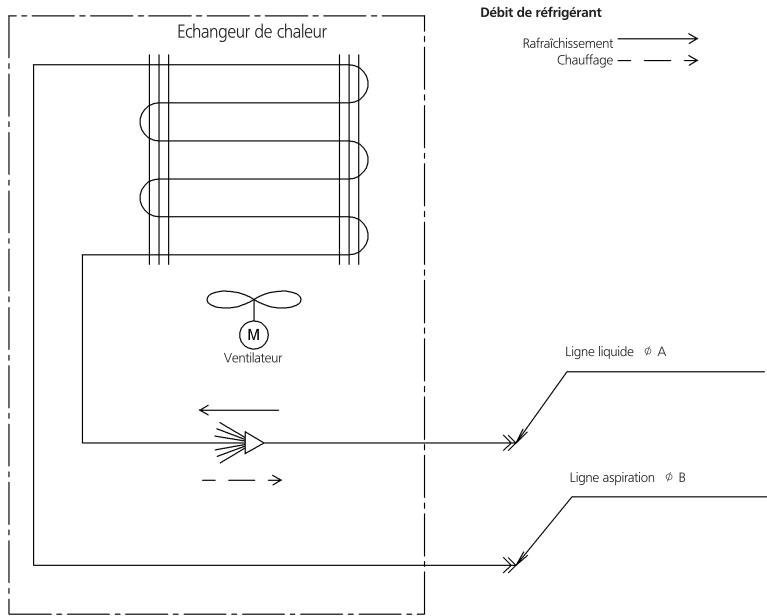 Débit de réfrigérant
Echangeur de chaleur
Rafraîchissement
Chauffage
M
Ventilateur
Ligne liquide ø A
Ligne aspiration ø B